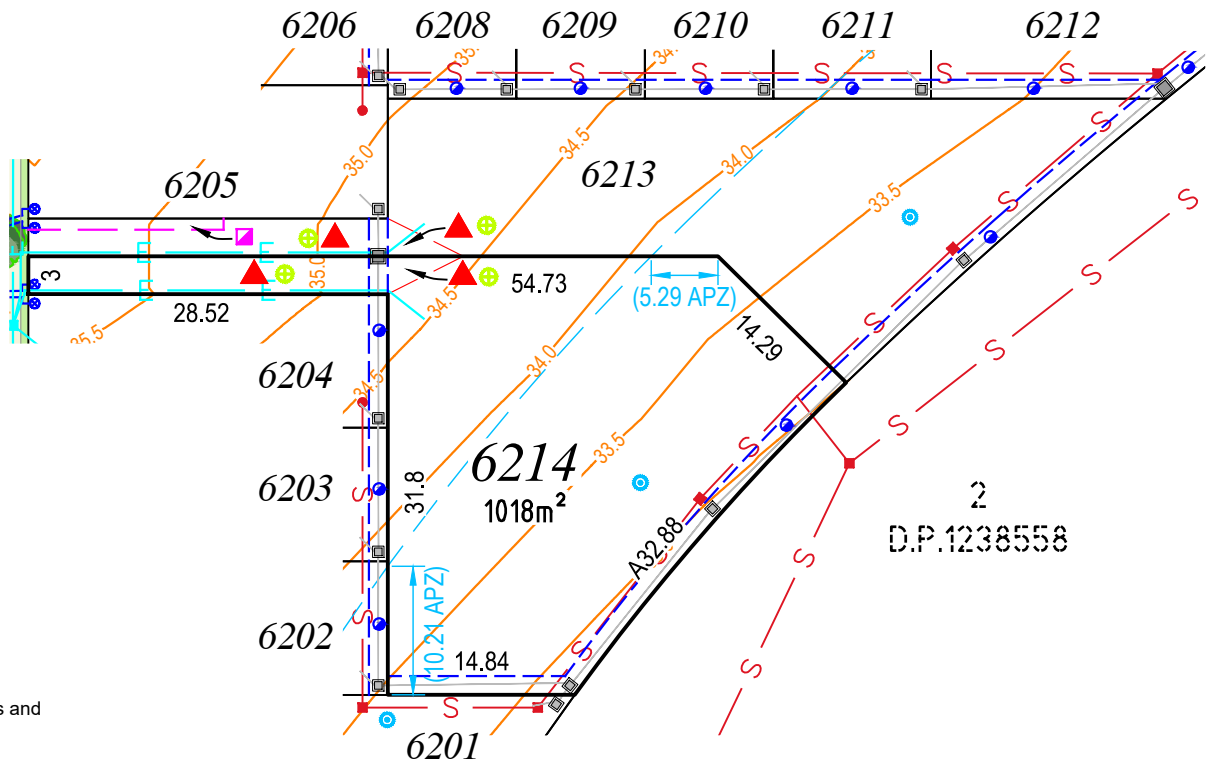 6206
6208
6209
6210
6211
6212
35.
34.
S
S
S
S
S
S
S
35.0
34.5
34.0
33.5
6213
6205
S
S
E
E
3
35.0
34.5
54.73
(5.29 APZ)
E
E
28.52
14.29
35.5
S
S
6204
34.5
34.0
S
S
6214
1018m²
33.5
6203
S
31.8
2
D.P.1238558
A32.88
S
S
6202
S
(10.21 APZ)
14.84
S
S
s and
S
6201